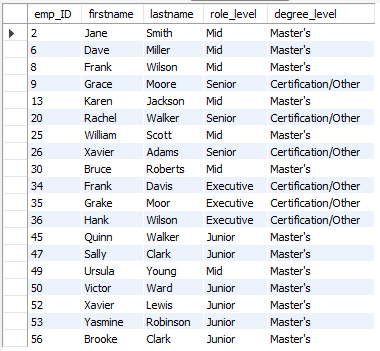 emp_ID firstname lastname role_level degree_level
2 Jane Smith Mid Master's
6 Dave Miller Mid Master's
8 Frank Wilson Mid Master's
9 Grace Moore Senior Certification/Other
13 Karen Jackson Mid Master's
20 Rachel Walker Senior Certification/Other
25 William Scott Mid Master's
26 Xavier Adams Senior Certification/Other
30 Bruce Roberts Mid Master's
34 Frank Davis Executive Certification/Other
35 Grake Moor Executive Certification/Other
36 Hank Wilson Executive Certification/Other
45 Quinn Walker Junior Master's
47 Sally Clark Junior Master's
49 Ursula Young Mid Master's
50 Victor Ward Junior Master's
52 Xavier Lewis Junior Master's
53 Yasmine Robinson Junior Master's
56 Brooke Clark Junior Master's